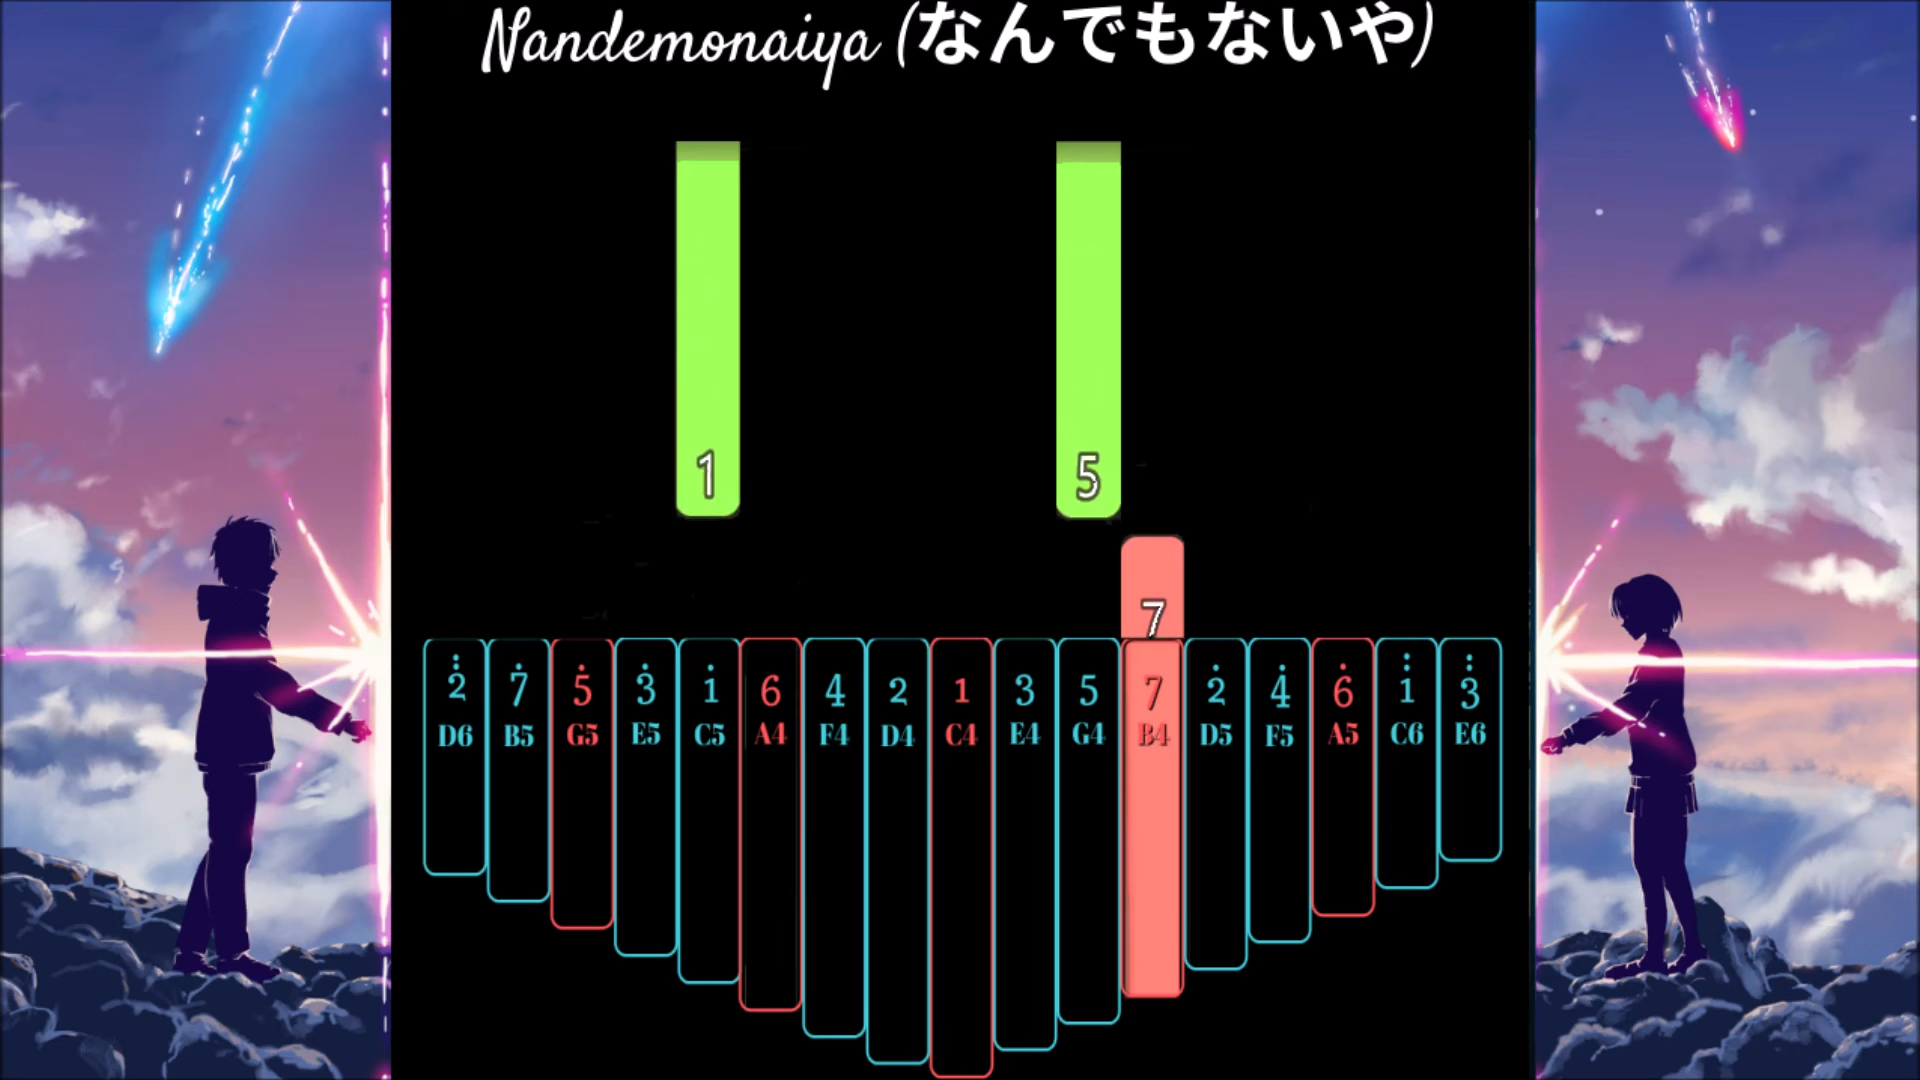 Nandemonaiya (なんでもないや)
1 5
7
2̈ 7̇ 5̇ 3̇ 1̇ 6 4 2 1 3 5 7 2̇ 4̇ 6̇ 1̈ 3̈
D6 B5 G5 E5 C5 A4 F4 D4 C4 E4 G4 B4 D5 F5 A5 C6 E6